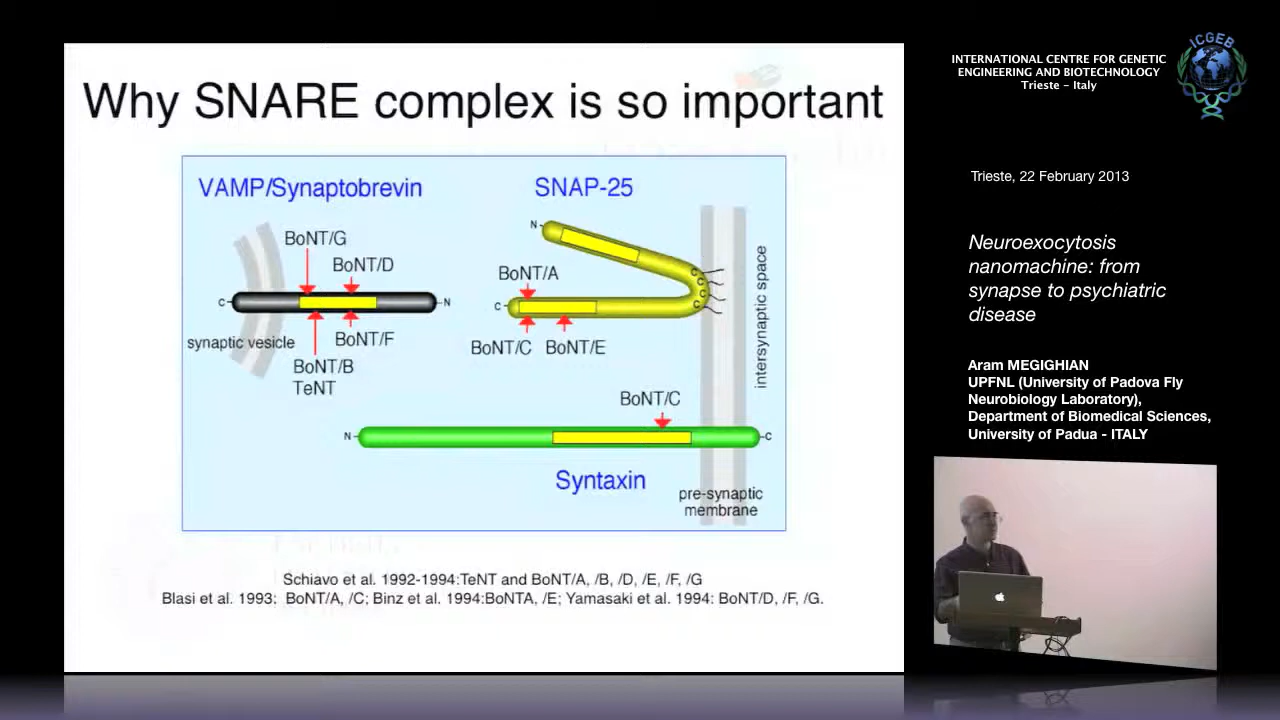 Why SNARE complex is so important
VAMP/Synaptobrevin
SNAP-25
BoNT/G
BoNT/D
C
N
BoNT/F
synaptic vesicle
BoNT/B
TeNT
N
BoNT/A
C
C
C
C
C
BoNT/C
BoNT/E
intersynaptic space
BoNT/C
N
C
Syntaxin
pre-synaptic
membrane
Schiavo et al. 1992-1994:TeNT and BoNT/A, /B, /D, /E, /F, /G
Blasi et al. 1993: BoNT/A, /C; Binz et al. 1994:BoNTA, /E; Yamasaki et al. 1994: BoNT/D, /F, /G.
INTERNATIONAL CENTRE FOR GENETIC
ENGINEERING AND BIOTECHNOLOGY
Trieste - Italy
ICGEB
Trieste, 22 February 2013
Neuroexocytosis
nanomachine: from
synapse to psychiatric
disease
Aram MEGIGHIAN
UPFNL (University of Padova Fly
Neurobiology Laboratory),
Department of Biomedical Sciences,
University of Padua - ITALY